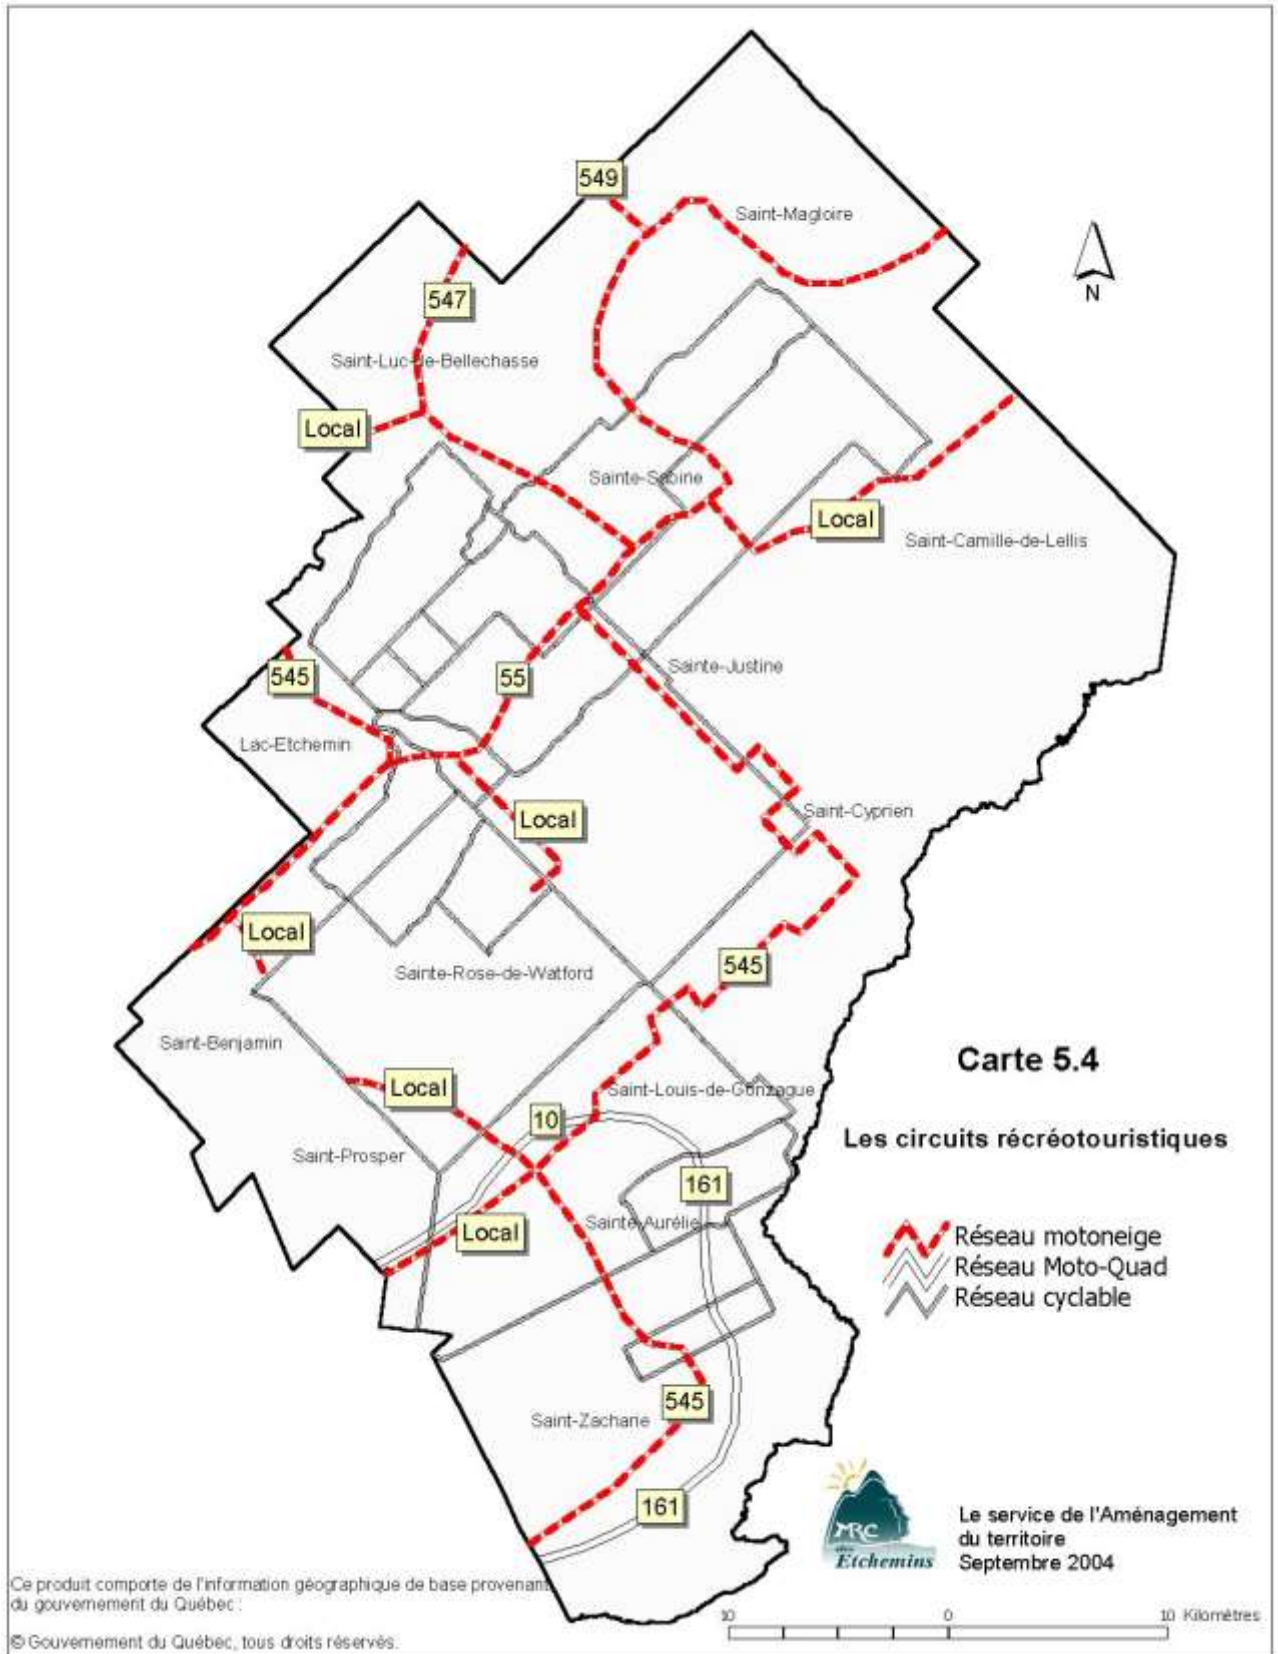 549
Saint-Magloire
N
547
Saint-Luc-de-Bellechasse
Local
Sainte-Sabine
Local
Saint-Camille-de-Lellis
Sainte-Justine
545
55
Lac-Etchemin
Saint-Cyprien
Local
Local
545
Sainte-Rose-de-Watford
Saint-Benjamin
Carte 5.4
Local
Saint-Louis-de-Gonzague
10
Les circuits récréotouristiques
Saint-Prosper
161
Sainte-Aurélie
Local
Réseau motoneige
Réseau Moto-Quad
Réseau cyclable
545
Saint-Zacharie
161
MRC
des
Etchemins
Le service de l'Aménagement
du territoire
Septembre 2004
Ce produit comporte de l'information géographique de base provenant
du gouvernement du Québec :
© Gouvernement du Québec, tous droits réservés.
10 0 10 Kilomètres